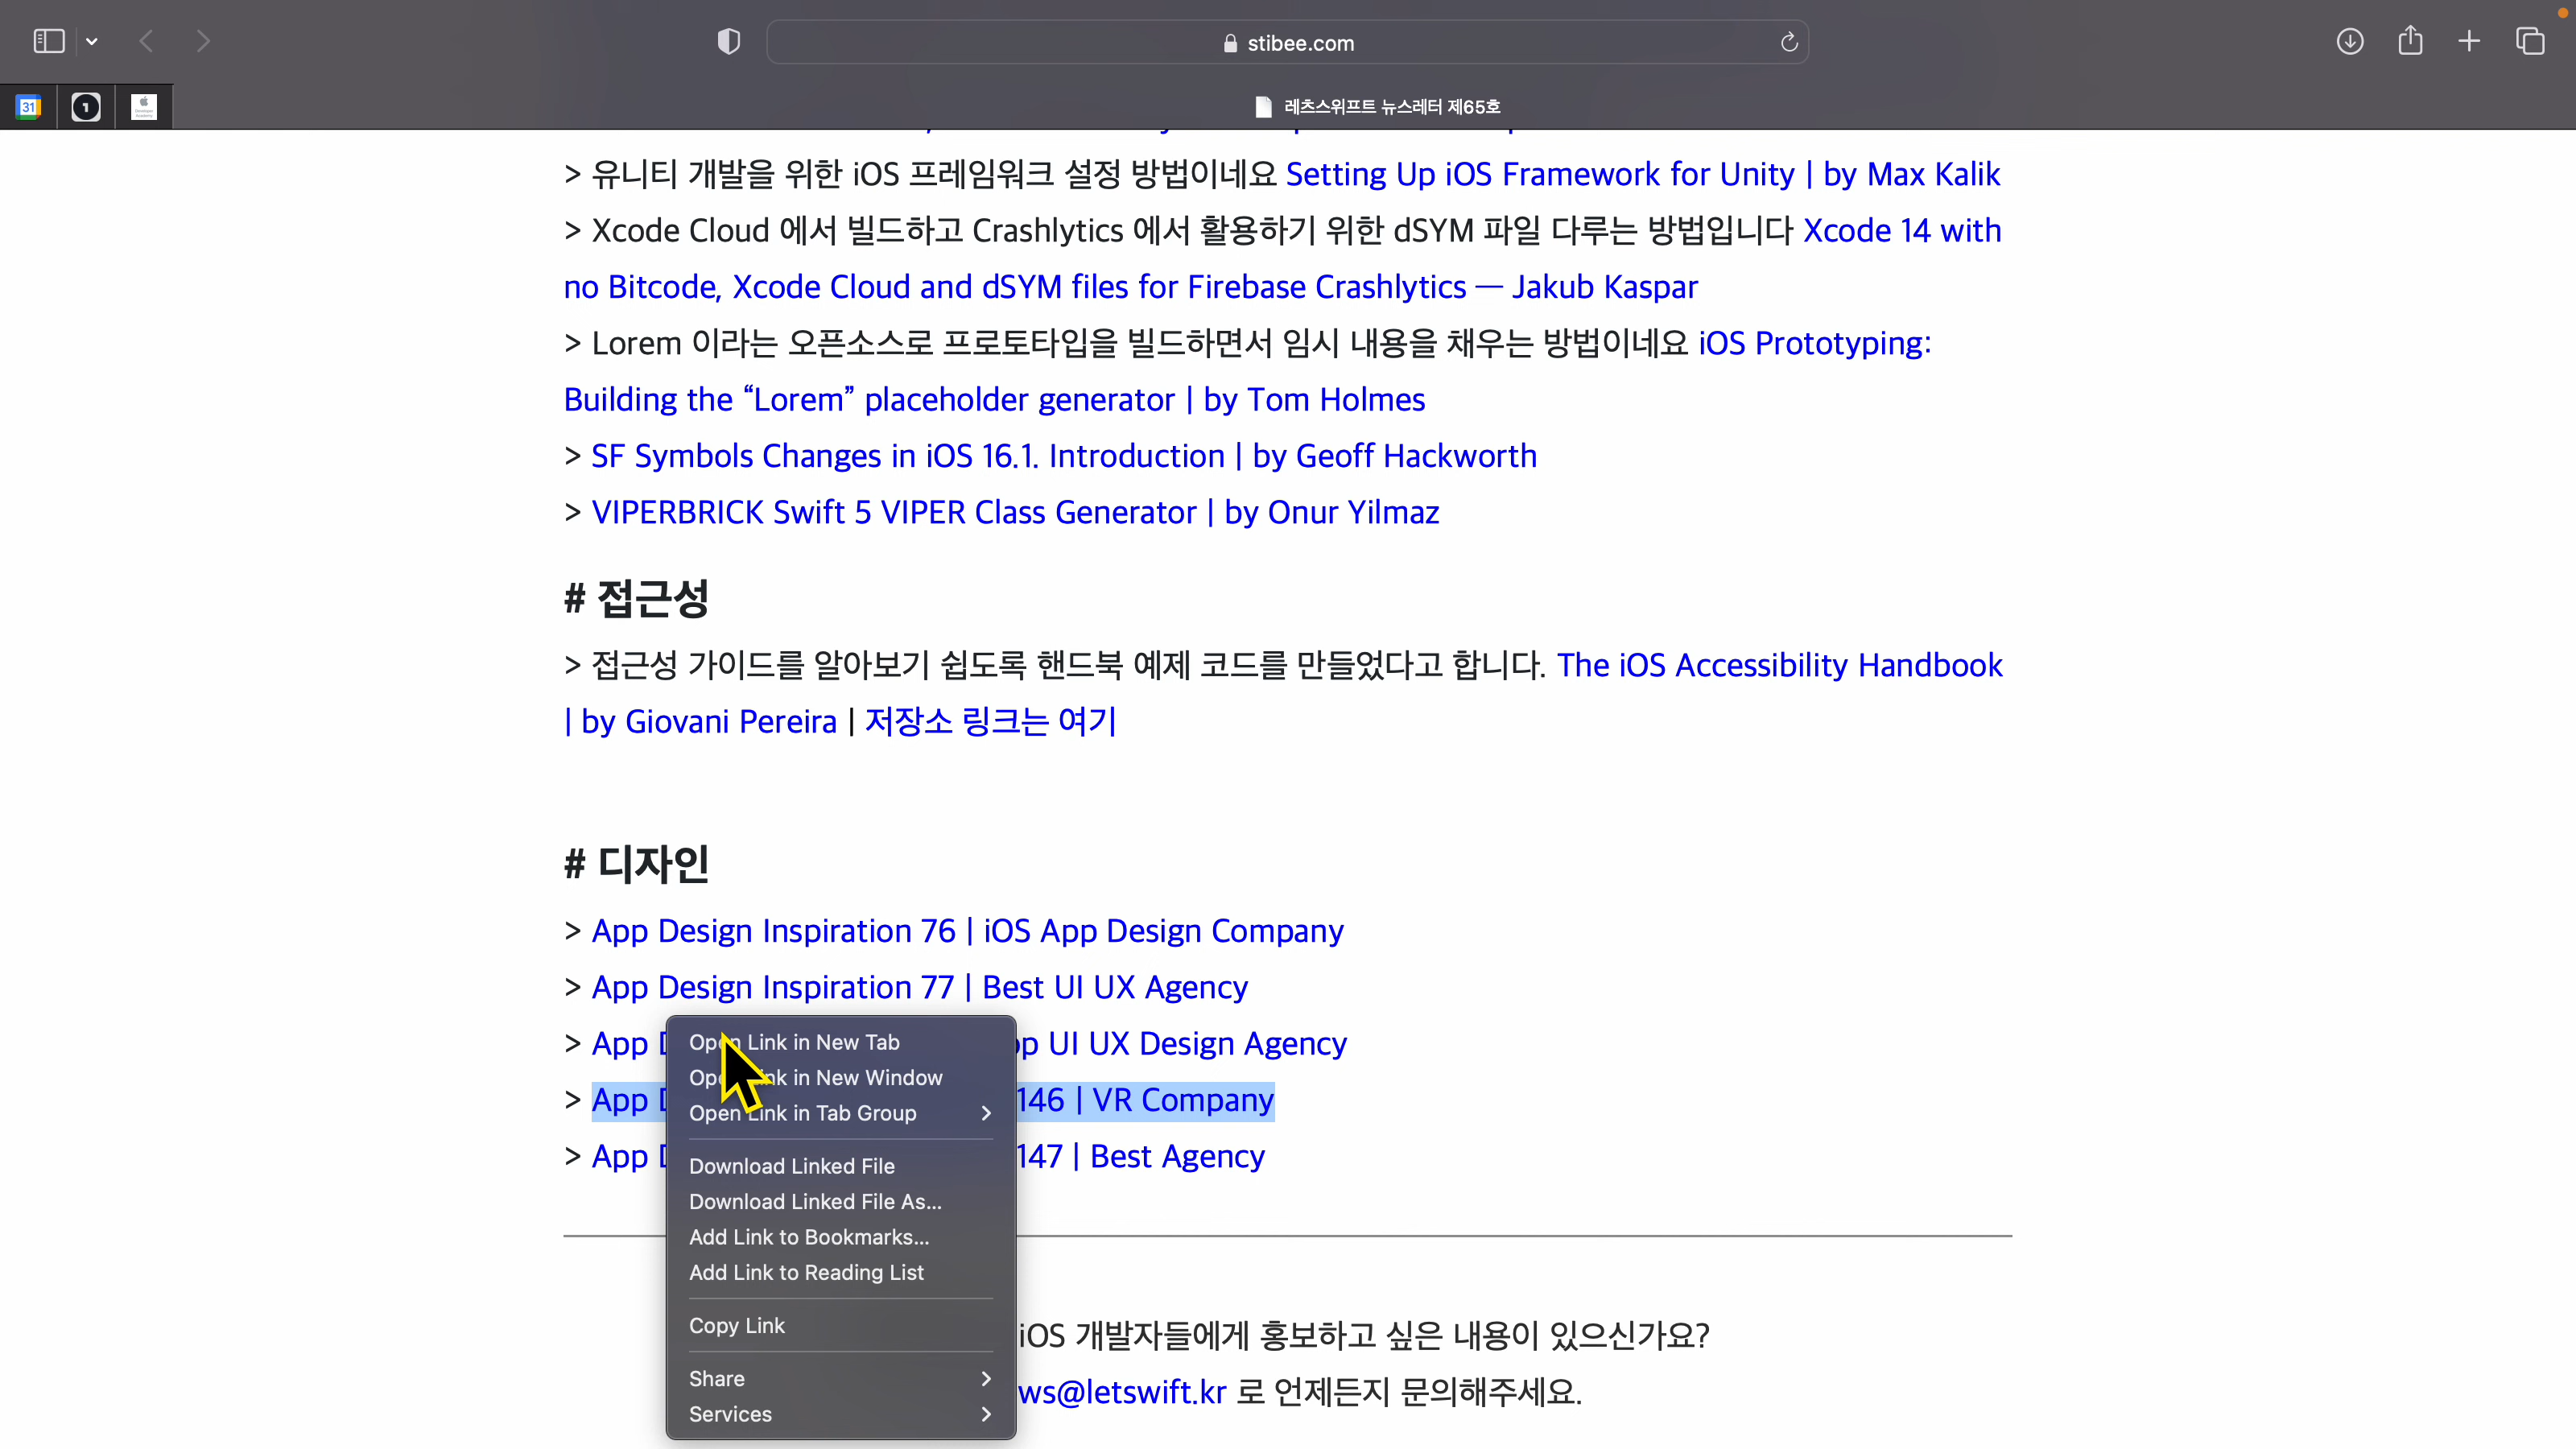 stibee.com
31
1
레츠스위프트 뉴스레터 제65호
> 유니티 개발을 위한 iOS 프레임워크 설정 방법이네요 Setting Up iOS Framework for Unity | by Max Kalik
> Xcode Cloud 에서 빌드하고 Crashlytics 에서 활용하기 위한 dSYM 파일 다루는 방법입니다 Xcode 14 with
no Bitcode, Xcode Cloud and dSYM files for Firebase Crashlytics — Jakub Kaspar
> Lorem 이라는 오픈소스로 프로토타입을 빌드하면서 임시 내용을 채우는 방법이네요 iOS Prototyping:
Building the “Lorem” placeholder generator | by Tom Holmes
> SF Symbols Changes in iOS 16.1. Introduction | by Geoff Hackworth
> VIPERBRICK Swift 5 VIPER Class Generator | by Onur Yilmaz
# 접근성
> 접근성 가이드를 알아보기 쉽도록 핸드북 예제 코드를 만들었다고 합니다. The iOS Accessibility Handbook
| by Giovani Pereira | 저장소 링크는 여기
# 디자인
> App Design Inspiration 76 | iOS App Design Company
> App Design Inspiration 77 | Best UI UX Agency
> App UI UX Design Agency
> App 146 | VR Company
> App 147 | Best Agency
Open Link in New Tab
Open Link in New Window
Open Link in Tab Group
Download Linked File
Download Linked File As...
Add Link to Bookmarks...
Add Link to Reading List
Copy Link
Share
Services
iOS 개발자들에게 홍보하고 싶은 내용이 있으신가요?
ws@letswift.kr 로 언제든지 문의해주세요.